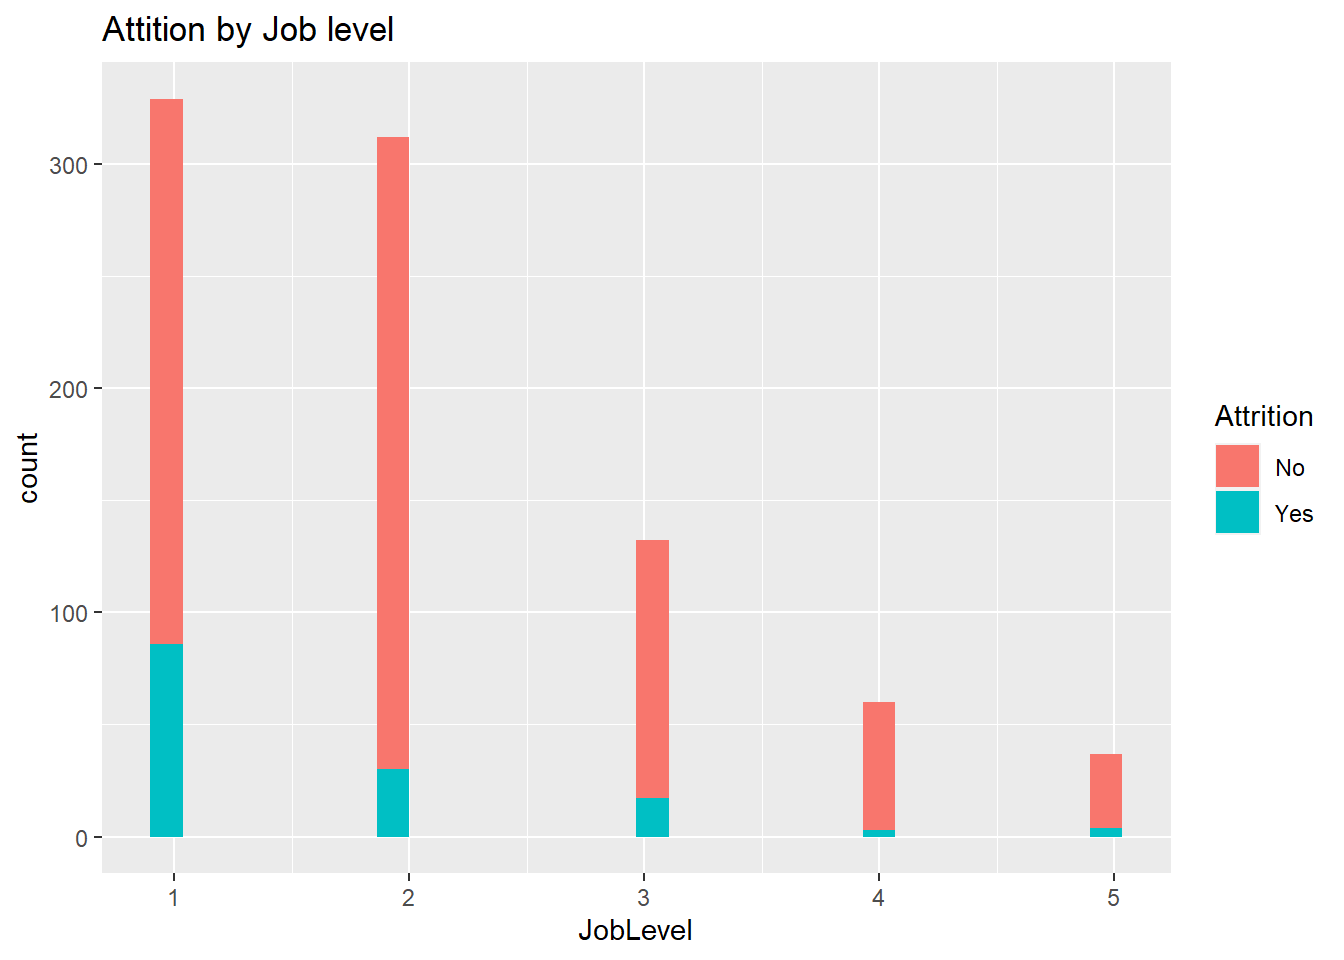 Attition by Job level
300
200
100
0
count
1 2 3 4 5
JobLevel
Attrition
No
Yes